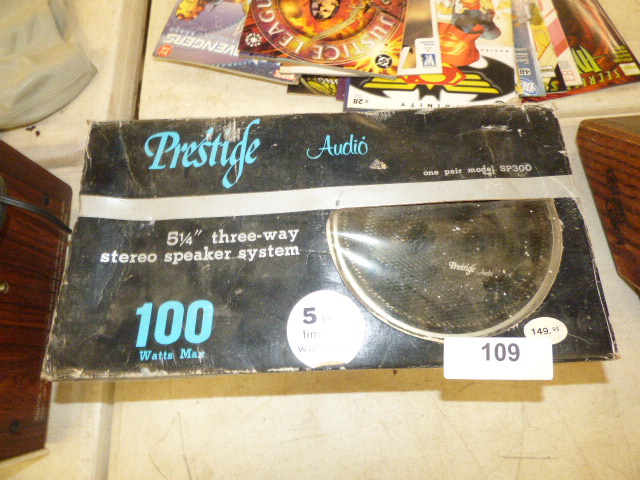 AVENGERS
JUSTICE LEAGUE
#28
Prestige Audio
one pair model SP300
5¼" three-way
stereo speaker system
Prestige Audio
100
Watts Max
5
149.95
109